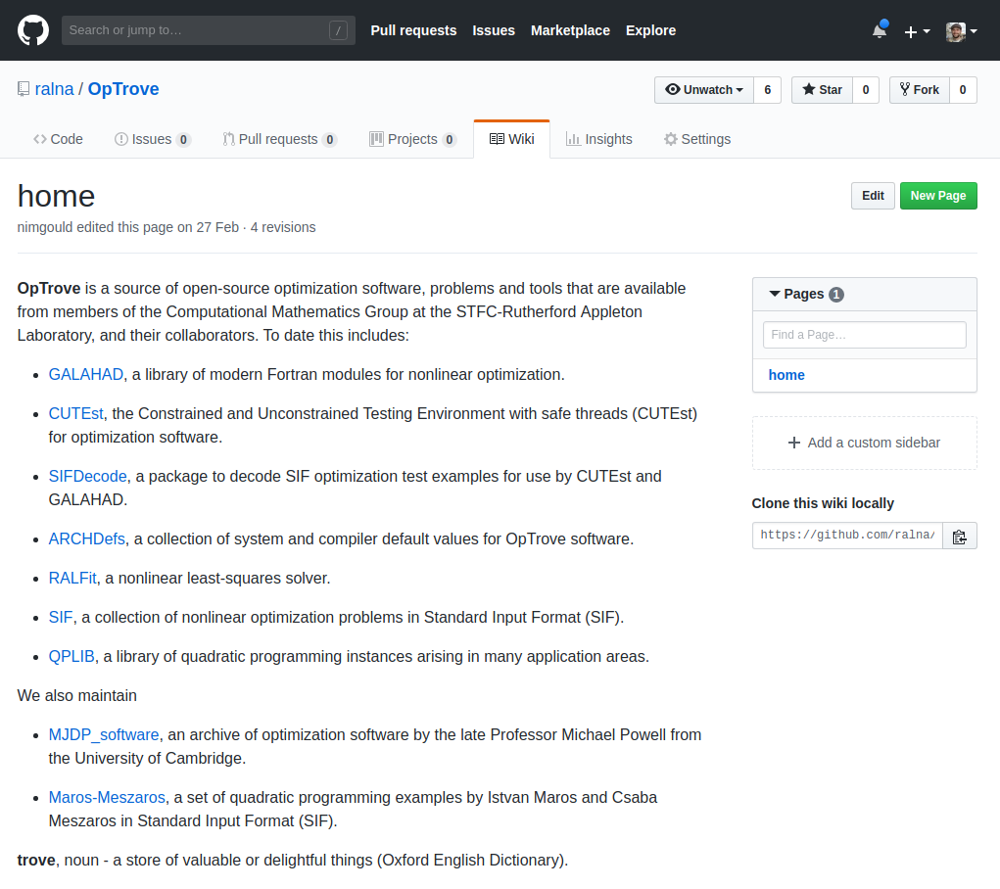 Search or jump to… /
Pull requests Issues Marketplace Explore
ralna / OpTrove
Unwatch 6 Star 0 Fork 0
Code Issues 0 Pull requests 0 Projects 0 Wiki Insights Settings
home
Edit New Page
nimgould edited this page on 27 Feb · 4 revisions
OpTrove is a source of open-source optimization software, problems and tools that are available
from members of the Computational Mathematics Group at the STFC-Rutherford Appleton
Laboratory, and their collaborators. To date this includes:
• GALAHAD, a library of modern Fortran modules for nonlinear optimization.
• CUTEst, the Constrained and Unconstrained Testing Environment with safe threads (CUTEst)
for optimization software.
• SIFDecode, a package to decode SIF optimization test examples for use by CUTEst and
GALAHAD.
• ARCHDefs, a collection of system and compiler default values for OpTrove software.
• RALFit, a nonlinear least-squares solver.
• SIF, a collection of nonlinear optimization problems in Standard Input Format (SIF).
• QPLIB, a library of quadratic programming instances arising in many application areas.
We also maintain
• MJDP_software, an archive of optimization software by the late Professor Michael Powell from
the University of Cambridge.
• Maros-Meszaros, a set of quadratic programming examples by Istvan Maros and Csaba
Meszaros in Standard Input Format (SIF).
trove, noun - a store of valuable or delightful things (Oxford English Dictionary).
Pages 1
Find a Page…
home
Add a custom sidebar
Clone this wiki locally
https://github.com/ralna/